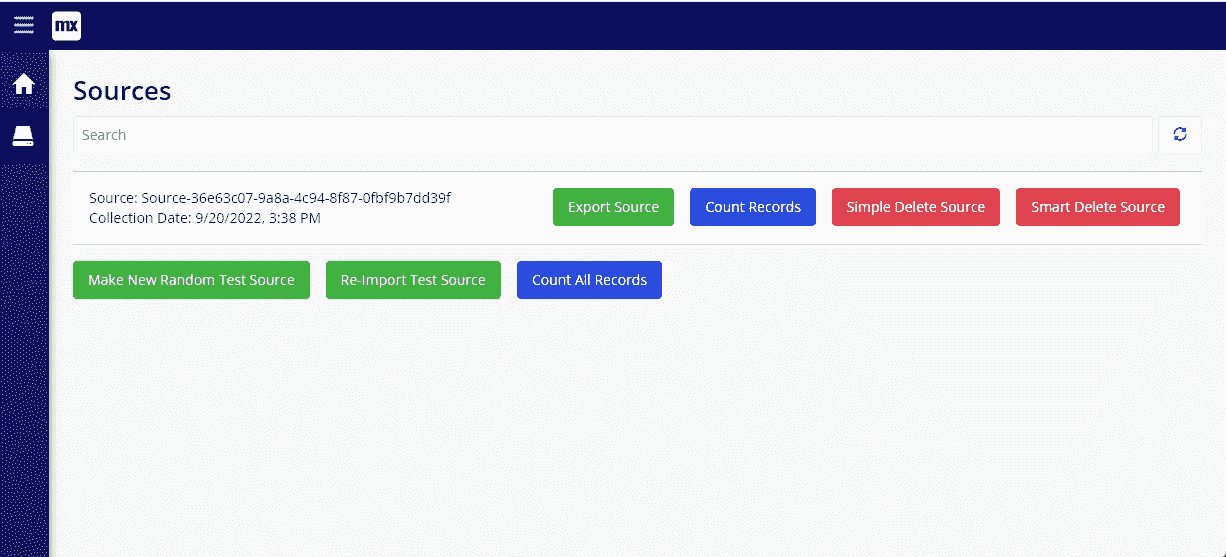 mx
Sources
Search
Source: Source-36e63c07-9a8a-4c94-8f87-0fbf9b7dd39f
Collection Date: 9/20/2022, 3:38 PM
Export Source
Count Records
Simple Delete Source
Smart Delete Source
Make New Random Test Source
Re-Import Test Source
Count All Records